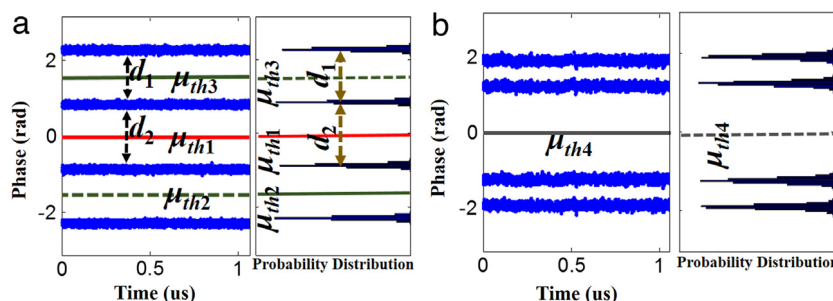 a
Phase (rad)
2
0
-2
d1
d2
μth3
μth1
μth2
0
0.5
1
Time (us)
μth3
μth1
μth2
d1
d2
Probability Distribution
b
Phase (rad)
2
0
-2
μth4
0
0.5
1
Time (us)
μth4
Probability Distribution